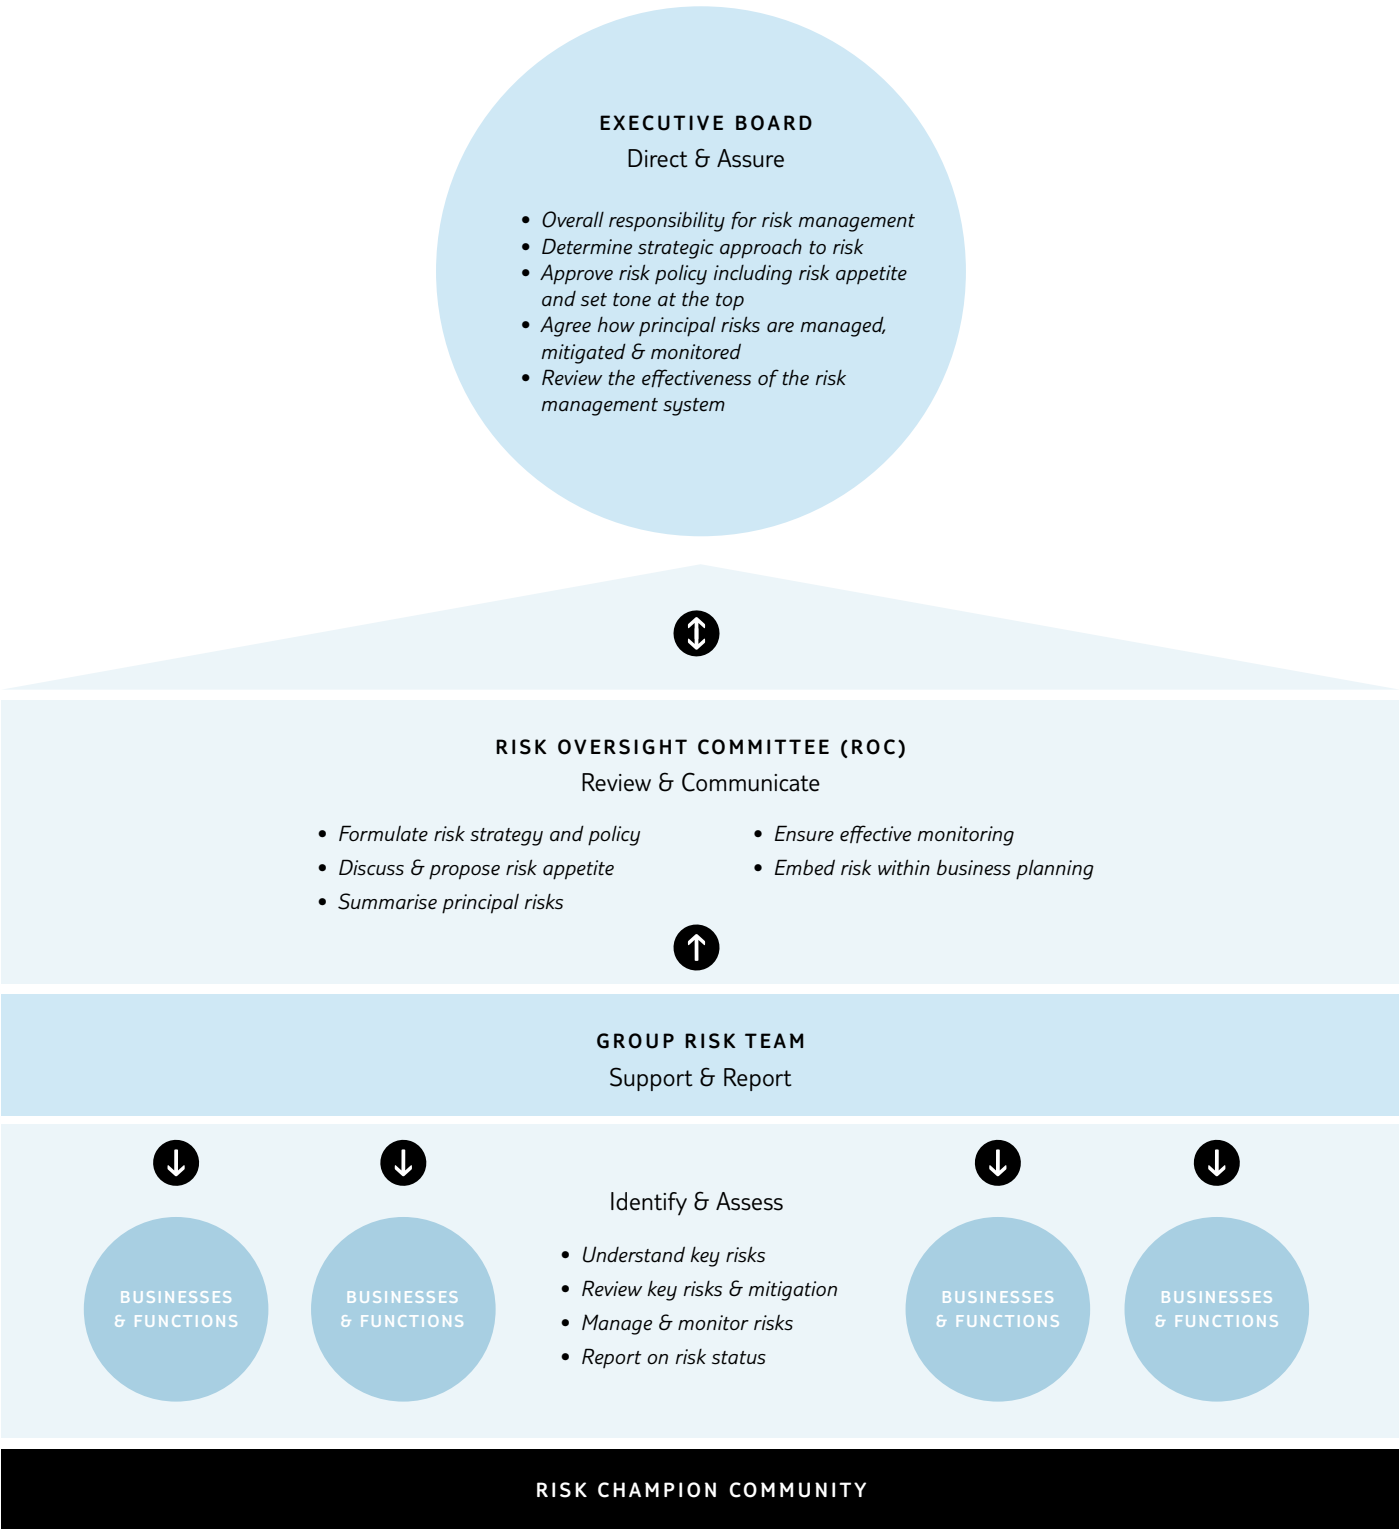 EXECUTIVE BOARD
Direct & Assure
• Overall responsibility for risk management
• Determine strategic approach to risk
• Approve risk policy including risk appetite
and set tone at the top
• Agree how principal risks are managed,
mitigated & monitored
• Review the effectiveness of the risk
management system
RISK OVERSIGHT COMMITTEE (ROC)
Review & Communicate
• Formulate risk strategy and policy
• Discuss & propose risk appetite
• Summarise principal risks
• Ensure effective monitoring
• Embed risk within business planning
GROUP RISK TEAM
Support & Report
BUSINESSES
& FUNCTIONS
BUSINESSES
& FUNCTIONS
Identify & Assess
• Understand key risks
• Review key risks & mitigation
• Manage & monitor risks
• Report on risk status
BUSINESSES
& FUNCTIONS
BUSINESSES
& FUNCTIONS
RISK CHAMPION COMMUNITY